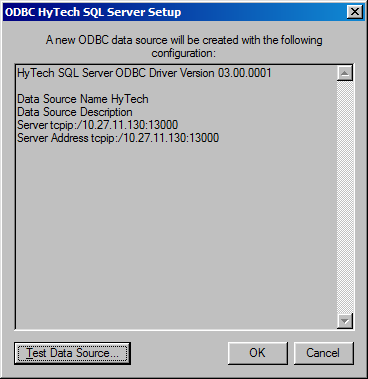 ODBC HyTech SQL Server Setup
A new ODBC data source will be created with the following
configuration:
HyTech SQL Server ODBC Driver Version 03.00.0001
Data Source Name HyTech
Data Source Description
Server tcpip:/10.27.11.130:13000
Server Address tcpip:/10.27.11.130:13000
Test Data Source...
OK
Cancel